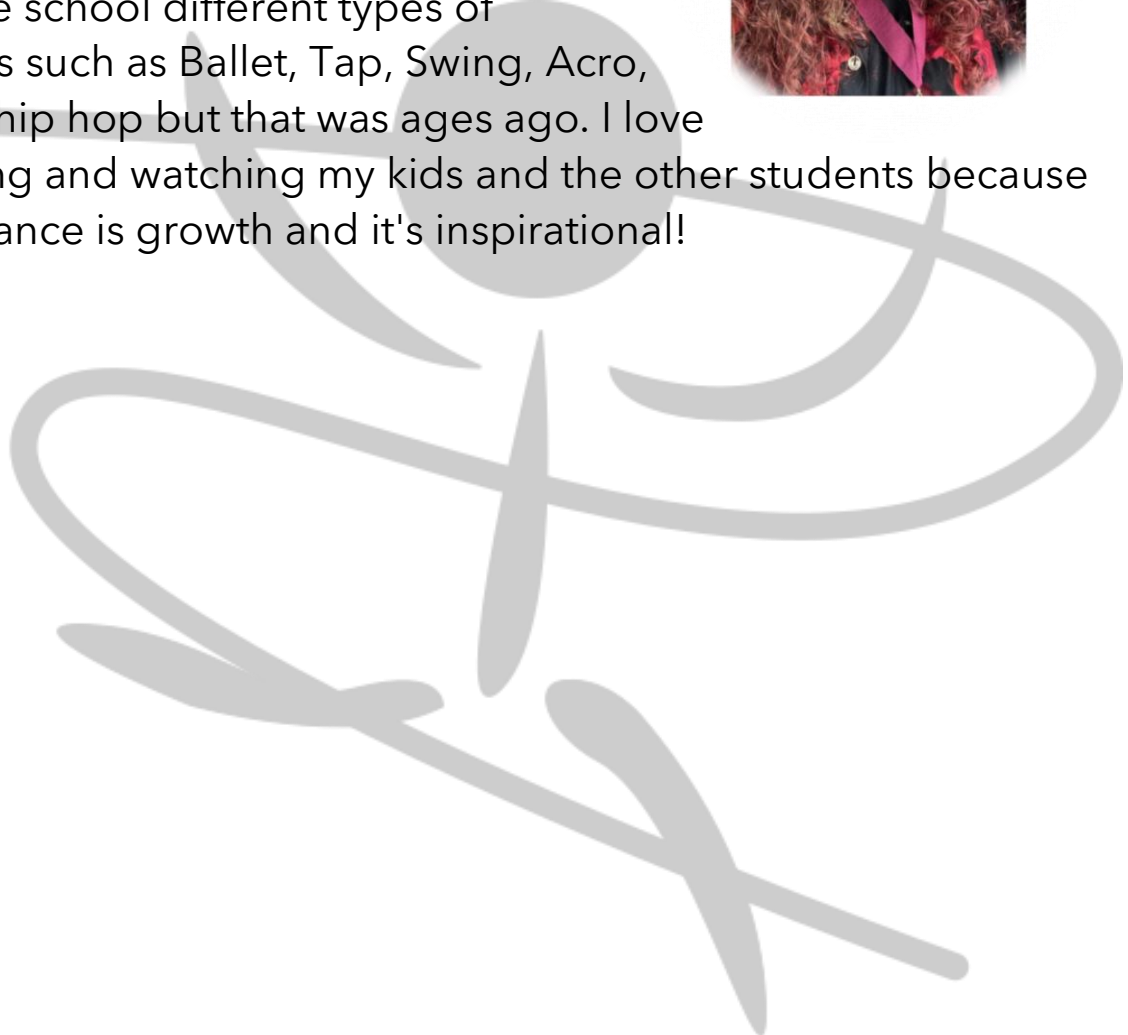 e school different types of
s such as Ballet, Tap, Swing, Acro,
hip hop but that was ages ago. I love
ng and watching my kids and the other students because
ance is growth and it's inspirational!